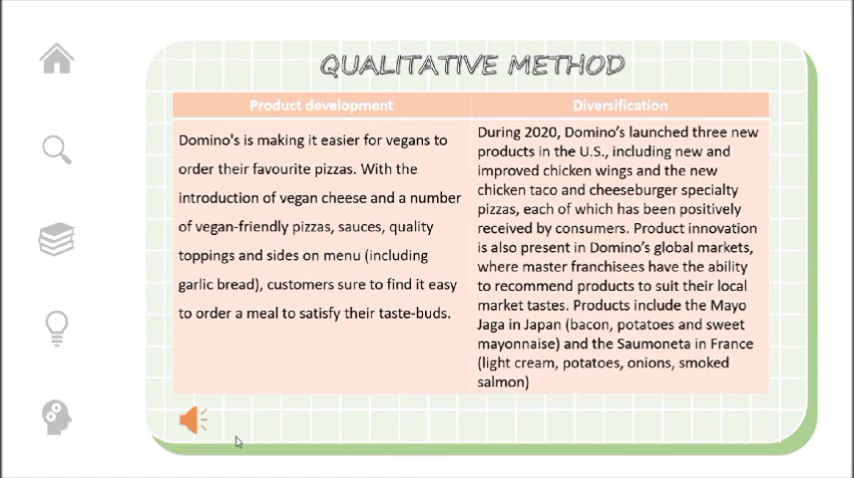 QUALITATIVE METHOD
Product development
Domino's is making it easier for vegans to
order their favourite pizzas. With the
introduction of vegan cheese and a number
of vegan-friendly pizzas, sauces, quality
toppings and sides on menu (including
garlic bread), customers sure to find it easy
to order a meal to satisfy their taste-buds.
Diversification
During 2020, Domino's launched three new
products in the U.S., including new and
improved chicken wings and the new
chicken taco and cheeseburger specialty
pizzas, each of which has been positively
received by consumers. Product innovation
is also present in Domino's global markets,
where master franchisees have the ability
to recommend products to suit their local
market tastes. Products include the Mayo
Jaga in Japan (bacon, potatoes and sweet
mayonnaise) and the Saumoneta in France
(light cream, potatoes, onions, smoked
salmon)